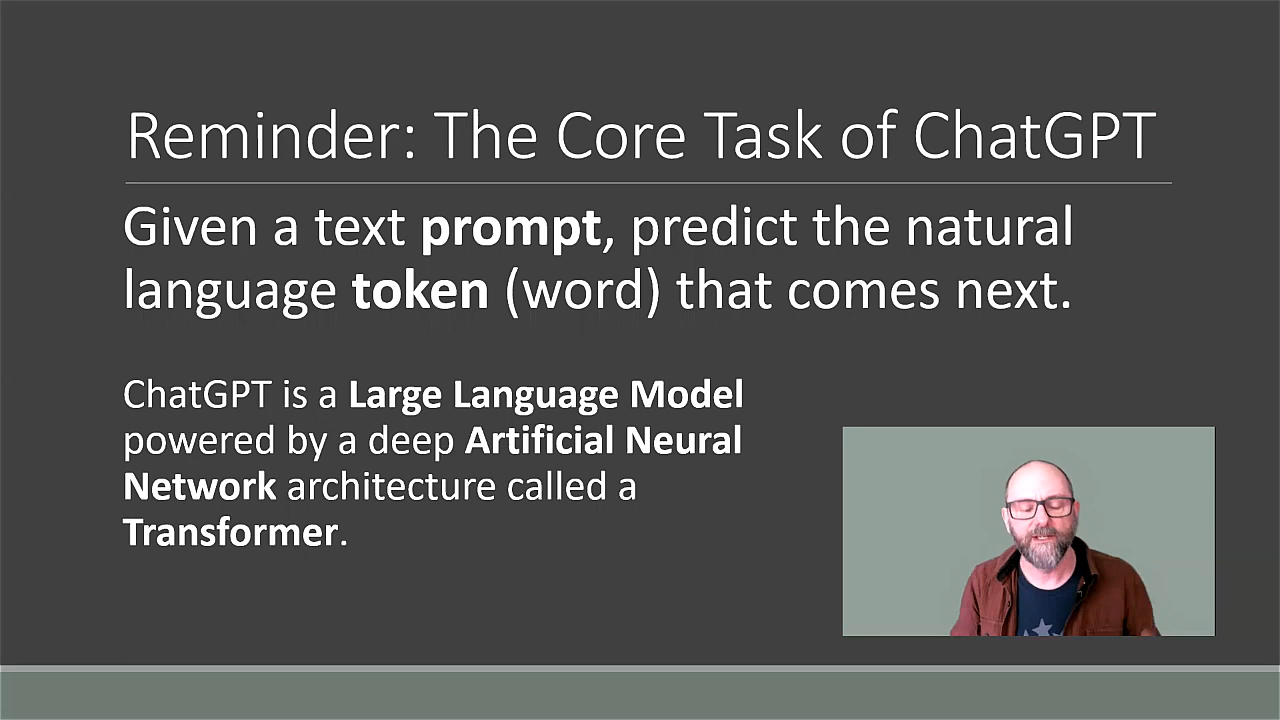 Reminder: The Core Task of ChatGPT
Given a text prompt, predict the natural
language token (word) that comes next.
ChatGPT is a Large Language Model
powered by a deep Artificial Neural
Network architecture called a
Transformer.